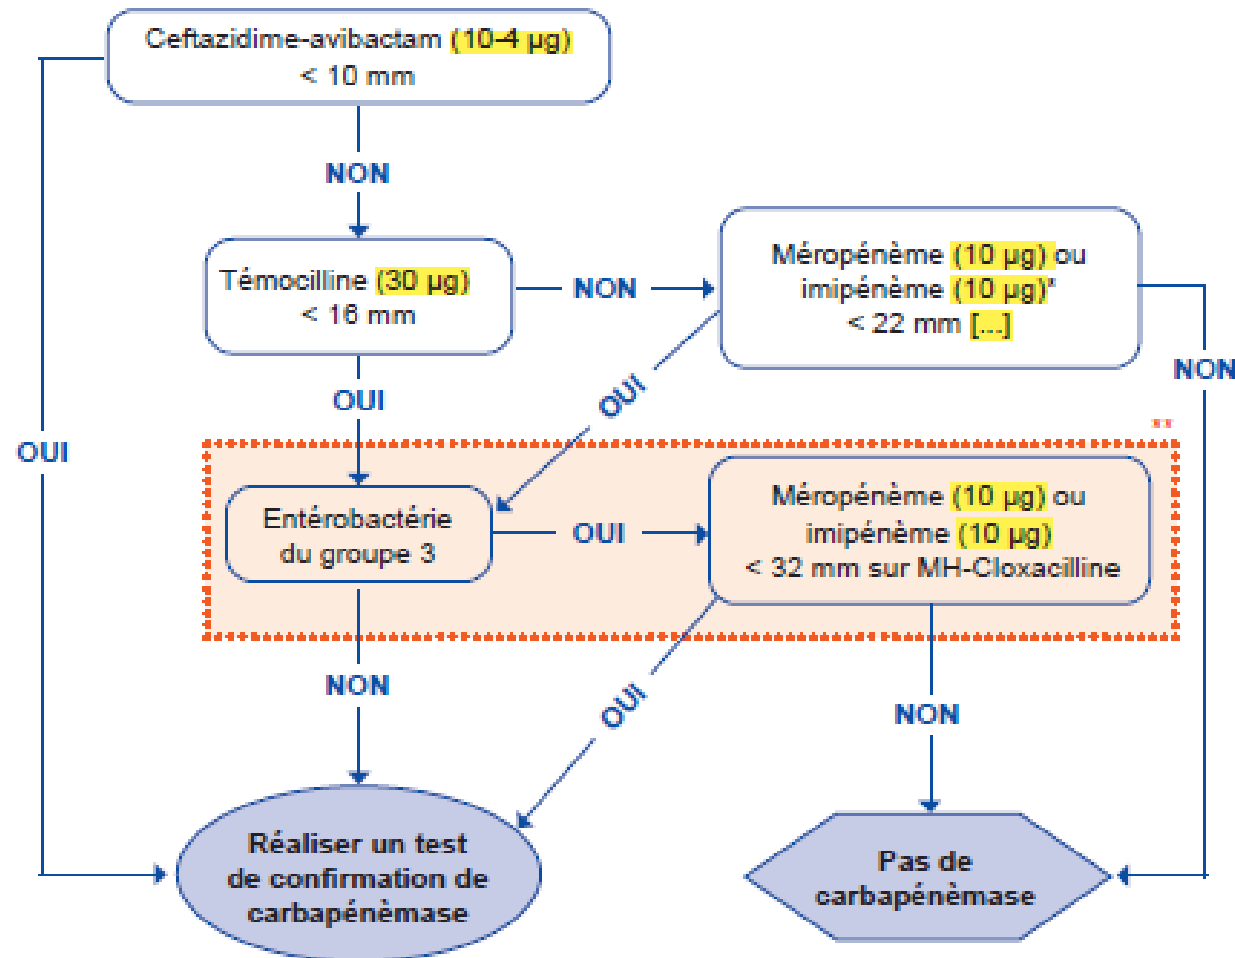 Ceftazidime-avibactam (10-4 µg)
< 10 mm
NON
Témocilline (30 µg)
< 16 mm
NON
Méropénème (10 µg) ou
imipénème (10 µg)*
< 22 mm [...]
NON
OUI
OUI
OUI
**
Entérobactérie
du groupe 3
OUI
Méropénème (10 µg) ou
imipénème (10 µg)
< 32 mm sur MH-Cloxacilline
NON
OUI
NON
Réaliser un test
de confirmation de
carbapénèmase
Pas de
carbapénèmase